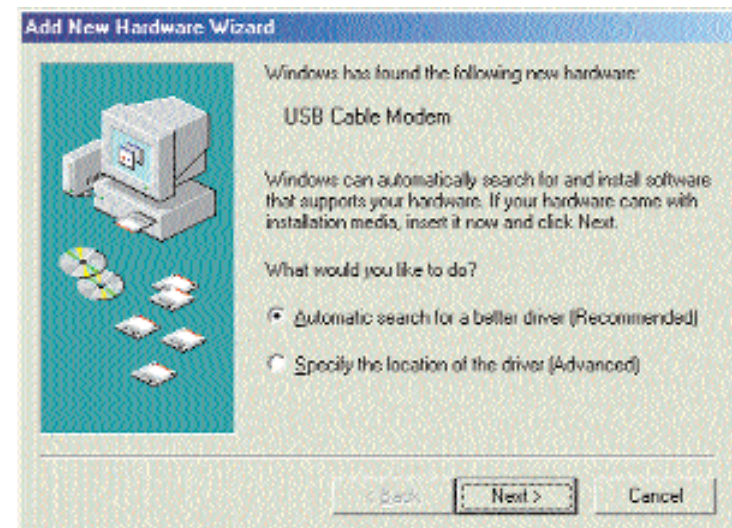 Add New Hardware Wizard
Windows has found the following new hardware:
USB Cable Modem
Windows can automatically search for and install software
that supports your hardware. If your hardware came with
installation media, insert it now and click Next.
What would you like to do?
Automatic search for a better driver (Recommended)
Specify the location of the driver (Advanced)
< Back
Next >
Cancel